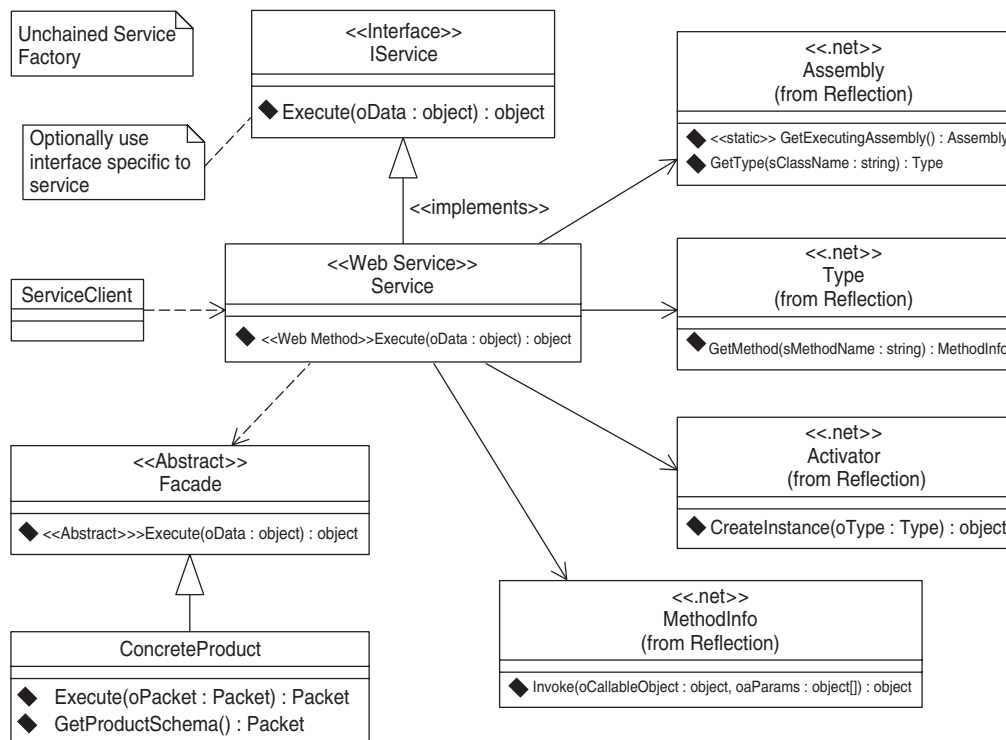 Unchained Service
Factory
<<Interface>>
IService
Execute(oData : object) : object
Optionally use
interface specific to
service
<<implements>>
<<.net>>
Assembly
(from Reflection)
<<static>> GetExecutingAssembly() : Assembly
GetType(sClassName : string) : Type
<<Web Service>>
Service
<<Web Method>>Execute(oData : object) : object
ServiceClient
<<.net>>
Type
(from Reflection)
GetMethod(sMethodName : string) : MethodInfo
<<Abstract>>
Facade
<<Abstract>>>Execute(oData : object) : object
<<.net>>
Activator
(from Reflection)
CreateInstance(oType : Type) : object
<<.net>>
MethodInfo
(from Reflection)
Invoke(oCallableObject : object, oaParams : object[]) : object
ConcreteProduct
Execute(oPacket : Packet) : Packet
GetProductSchema() : Packet